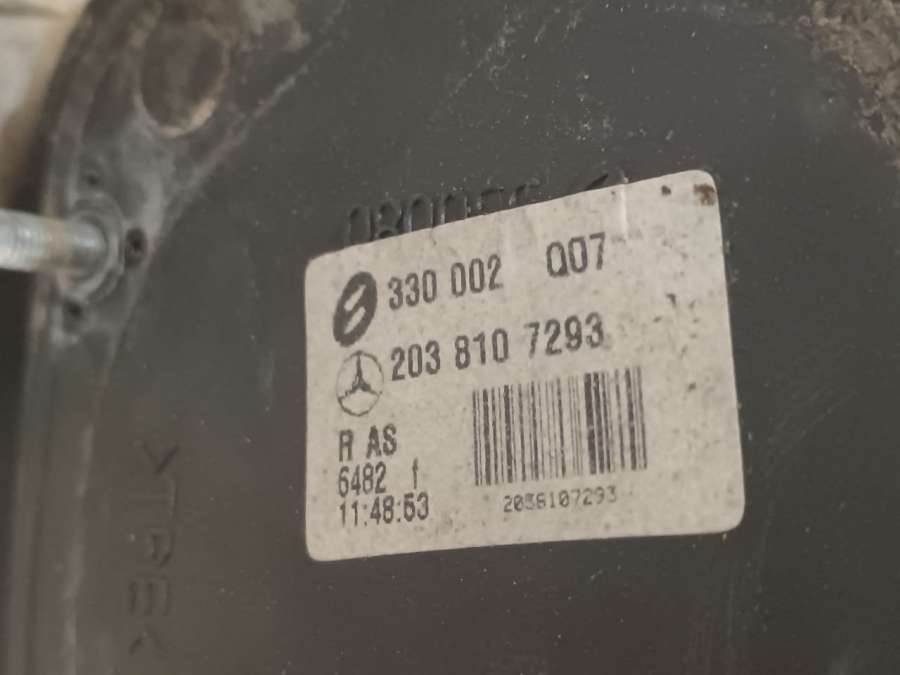 330 002 Q07
203 810 7293
R AS
6482 f
11:48:53
2038107293